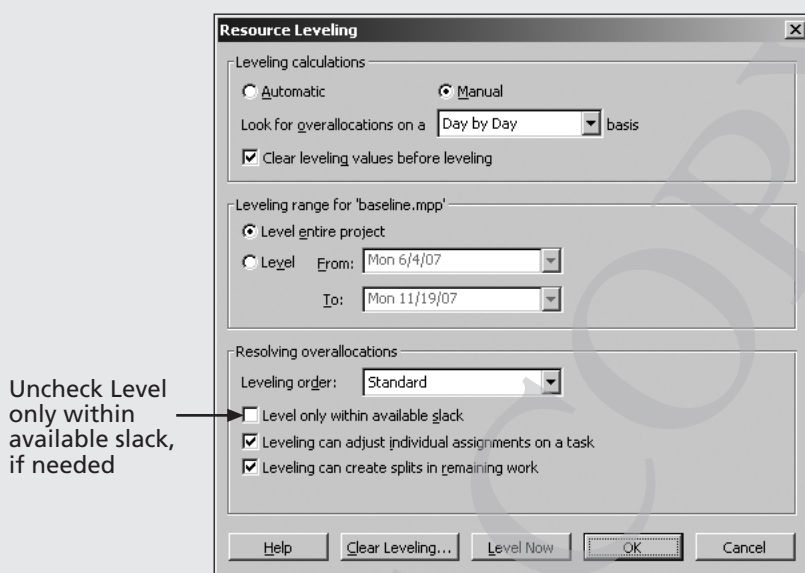 Resource Leveling
Leveling calculations
Automatic Manual
Look for overallocations on a Day by Day basis
Clear leveling values before leveling
Leveling range for 'baseline.mpp'
Level entire project
Level From: Mon 6/4/07
To: Mon 11/19/07
Resolving overallocations
Leveling order: Standard
Level only within available slack
Leveling can adjust individual assignments on a task
Leveling can create splits in remaining work
Help Clear Leveling... Level Now OK Cancel
Uncheck Level
only within
available slack,
if needed
COP